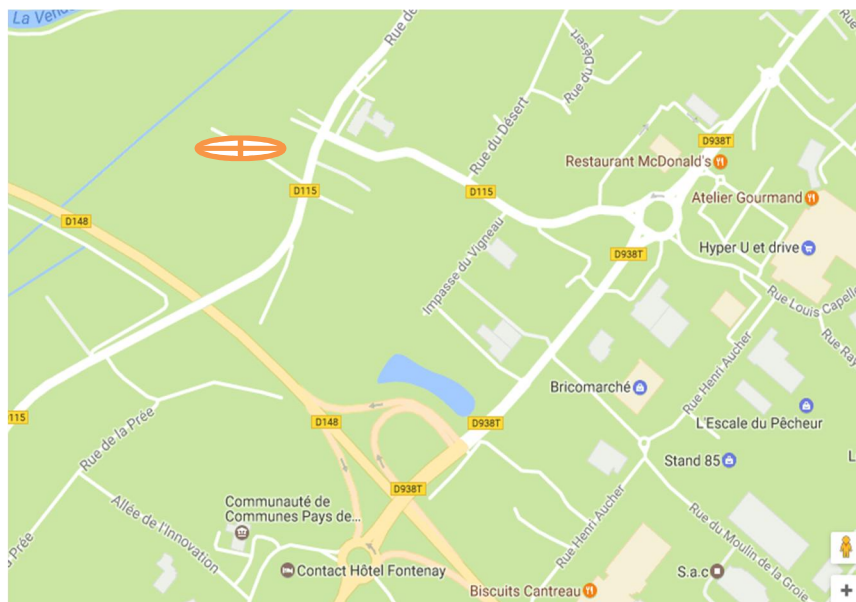 La Vend
Rue de
Rue du Désert
Rue
D938T
Restaurant McDonald's
Rue du Désert
D115
D115
Atelier Gourmand
D148
Hyper U et drive
D938T
Impasse du Vigneau
Rue Louis Capelle
Rue Ray
Rue Henri Aucher
Bricomarché
115
D148
D938T
L'Escale du Pêcheur
Rue de la Prée
Stand 85
L
D938T
Communauté de
Communes Pays de...
Allée de l'Innovation
Rue Henri Aucher
Rue du Moulin de la Groie
a Prée
Contact Hôtel Fontenay
S.a.c
Biscuits Cantreau